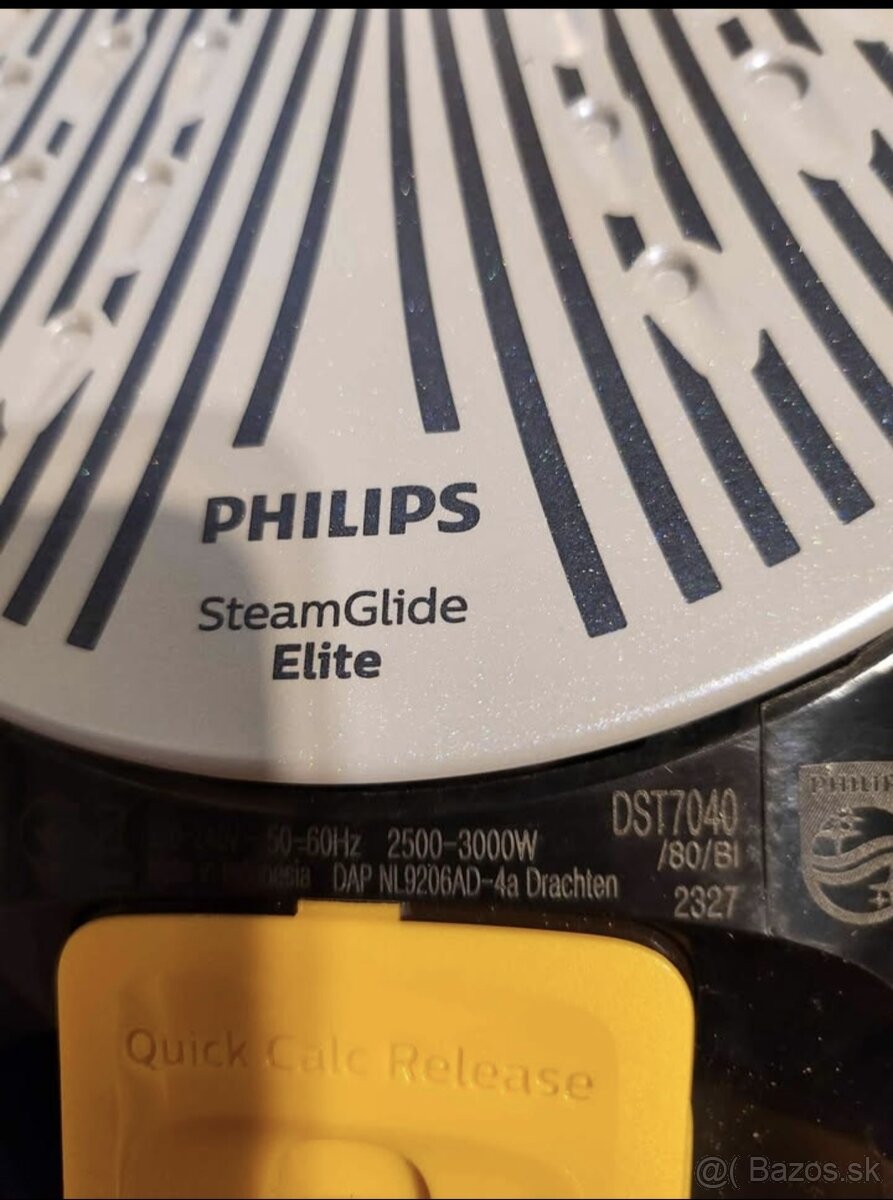 PHILIPS
SteamGlide
Elite
50-60Hz 2500-3000W
DST7040
/80/BI
DAP NL9206AD-4a Drachten
2327
PHILIPS
Quick Calc Release
@( Bazos.sk